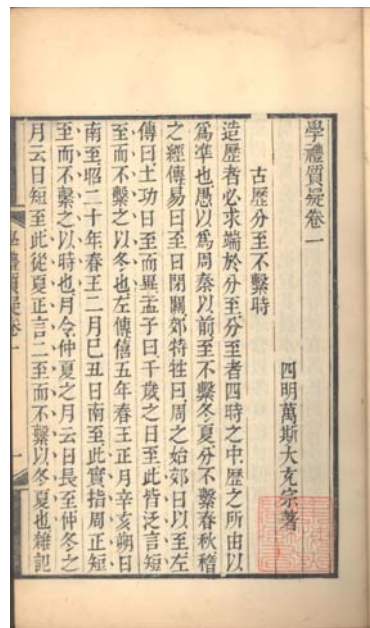 學禮質疑卷一
四明萬斯大充宗著
古歷分至不繫時
造歷者必求端於分至分至者四時之中歷之所由以
爲準也愚以爲周秦以前至不繫冬夏分不繫春秋稽
之經傳易曰至日閉關郊特牲曰周之始郊日以至左
傳曰土功日至而畢孟子曰千歲之日至此皆泛言短
至而不繫之以冬也左傳僖五年春王正月辛亥朔日
南至昭二十年春王二月己丑日南至此實指周正短
至而不繫之以時也月令仲夏之月云日長至仲冬之
月云日短至此從夏正言二至而不繫以冬夏也雜記
學禮質疑卷一
一